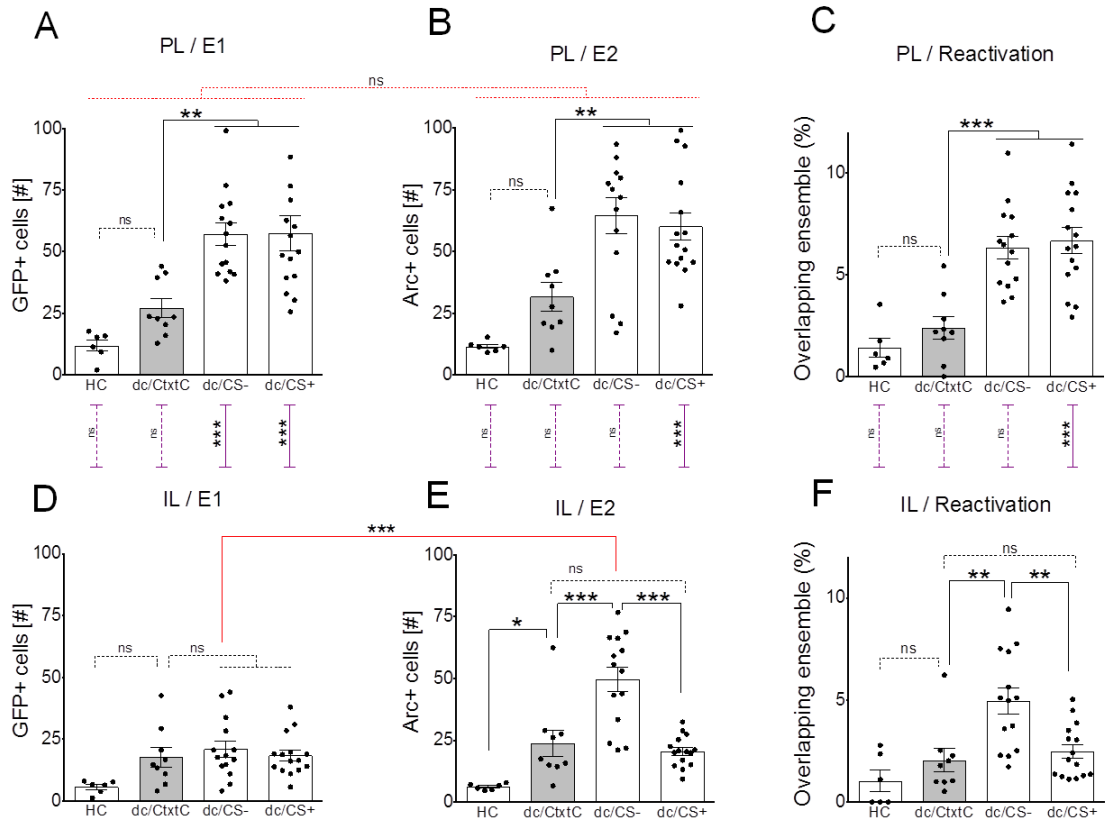 A
PL / E1
B
PL / E2
C
PL / Reactivation
ns
**
**
***
GFP+ cells [#]
100
75
50
25
0
ns
HC
dc/CtxtC
dc/CS-
dc/CS+
Arc+ cells [#]
100
75
50
25
0
ns
HC
dc/CtxtC
dc/CS-
dc/CS+
Overlapping ensemble (%)
10
5
0
ns
HC
dc/CtxtC
dc/CS-
dc/CS+
ns
ns
***
***
ns
ns
ns
***
ns
ns
ns
***
D
IL / E1
E
IL / E2
F
IL / Reactivation
***
GFP+ cells [#]
100
75
50
25
0
ns
ns
HC
dc/CtxtC
dc/CS-
dc/CS+
Arc+ cells [#]
100
75
50
25
0
ns
*
***
***
HC
dc/CtxtC
dc/CS-
dc/CS+
Overlapping ensemble (%)
10
5
0
ns
ns
**
**
HC
dc/CtxtC
dc/CS-
dc/CS+